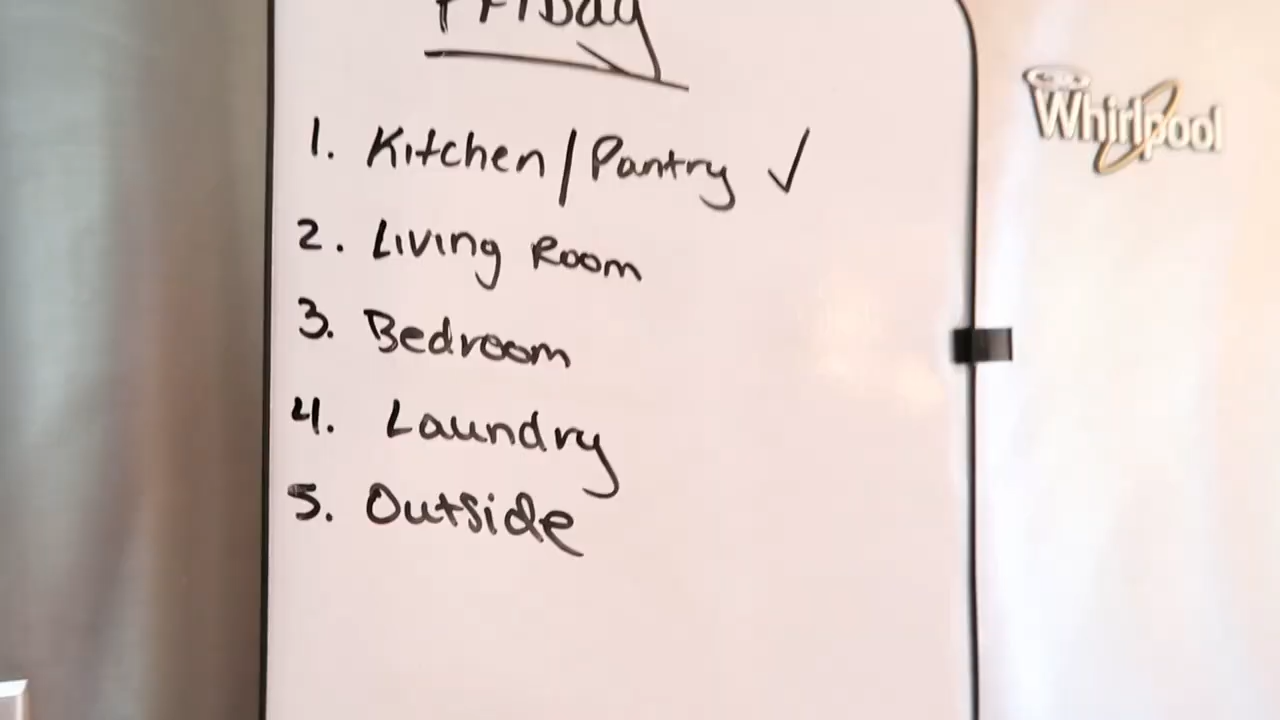 Friday
1. Kitchen/Pantry ✓
2. Living Room
3. Bedroom
4. Laundry
5. Outside
Whirlpool